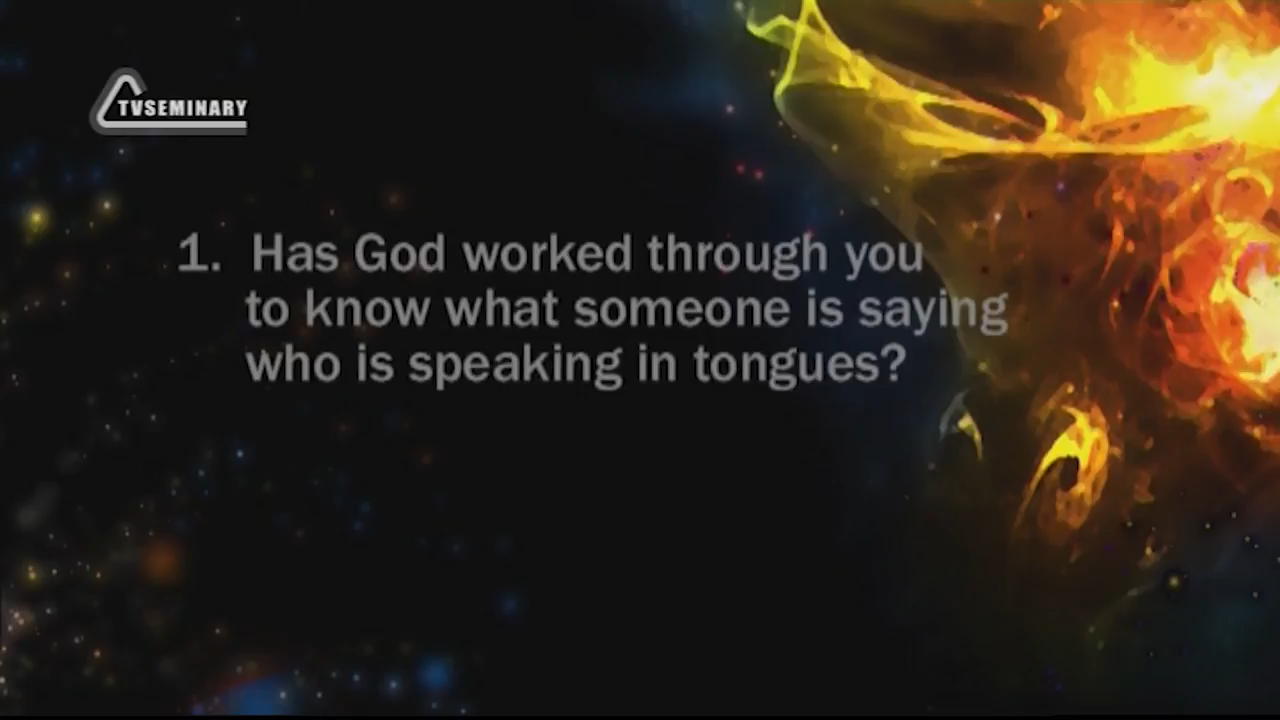 TVSEMINARY
1. Has God worked through you
to know what someone is saying
who is speaking in tongues?